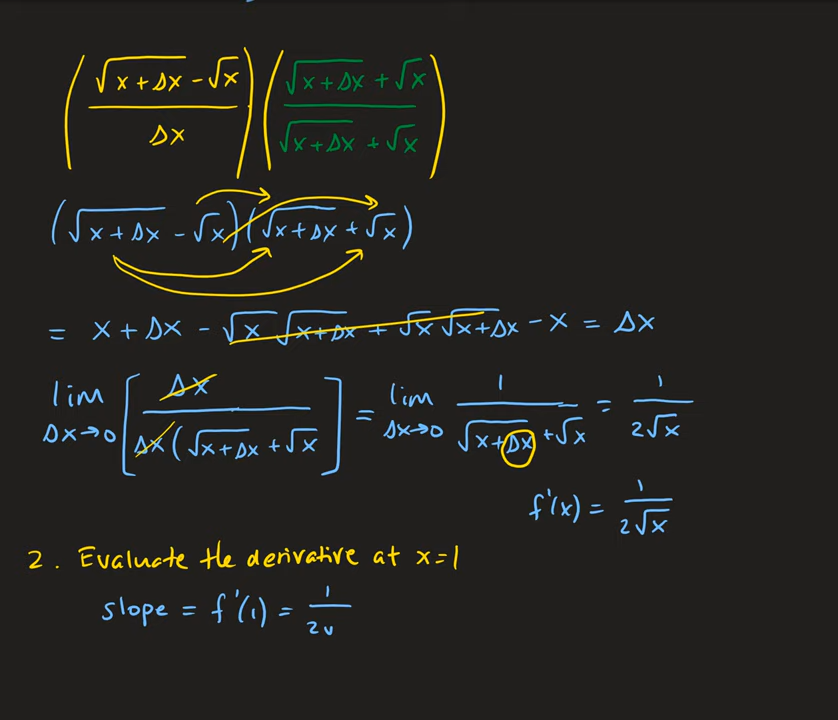 (√(x+Δx) - √x / Δx) (√(x+Δx) + √x / √(x+Δx) + √x)
(√(x+Δx) - √x)(√(x+Δx) + √x)
= x + Δx - √x √(x+Δx) + √x √(x+Δx) - x = Δx
lim Δx→0 [Δx / Δx(√(x+Δx) + √x] = lim Δx→0 1 / √(x+Δx) + √x = 1 / 2√x
f'(x) = 1 / 2√x
2. Evaluate the derivative at x=1
slope = f'(1) = 1 / 2